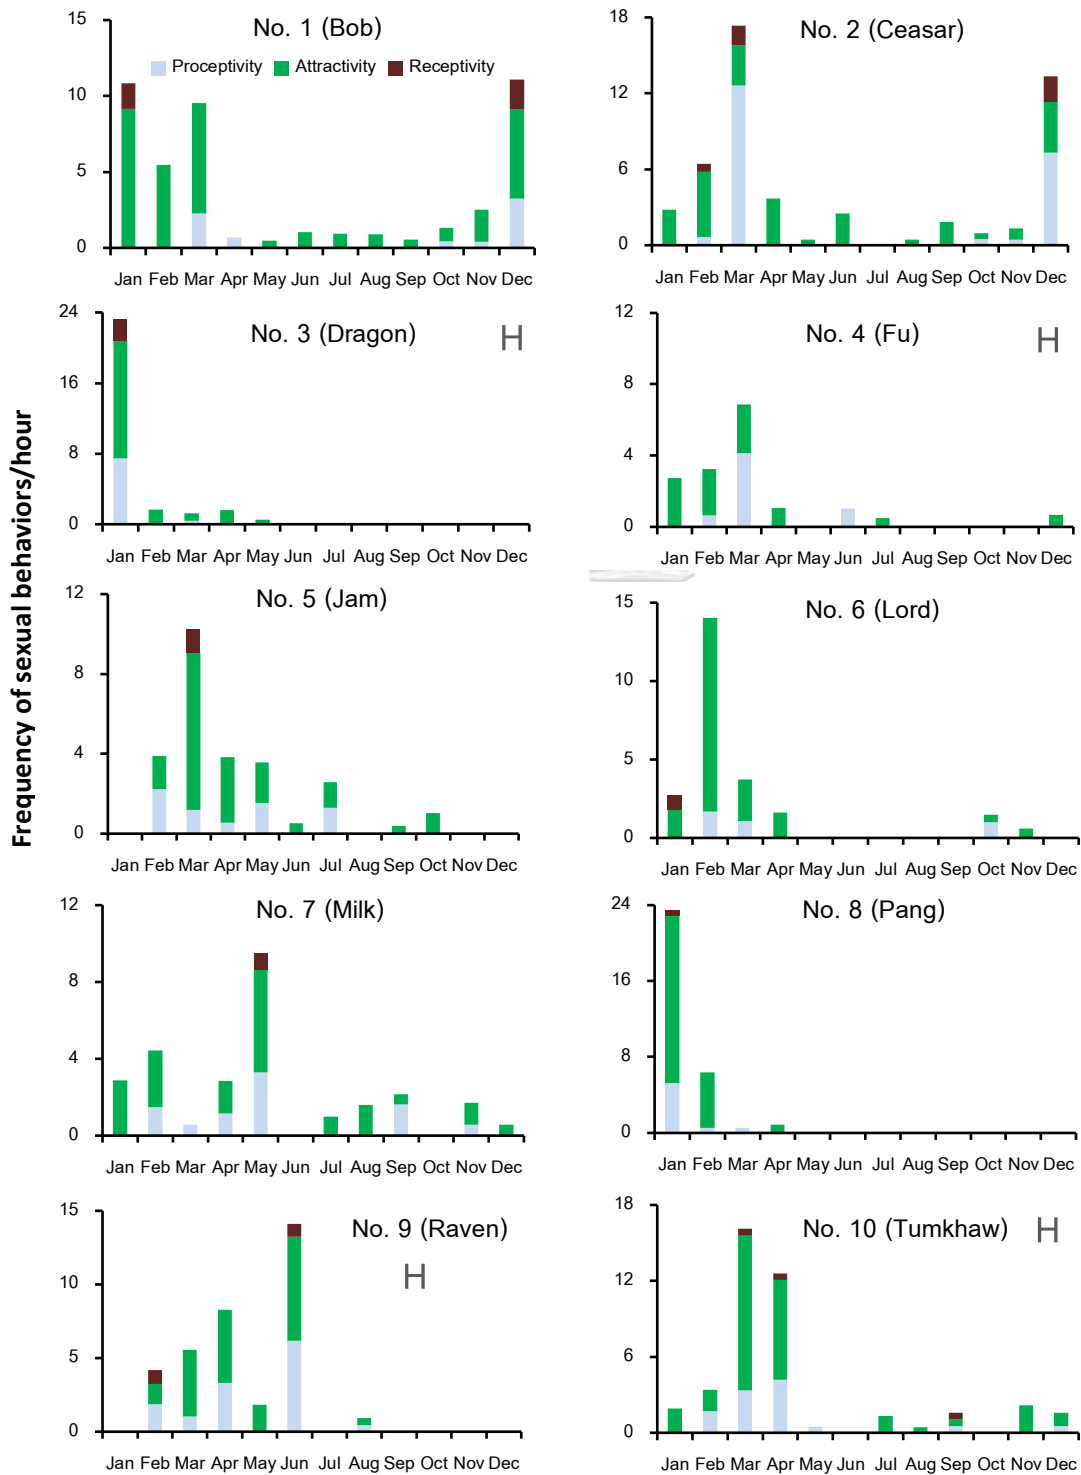 Frequency of sexual behaviors/hour
No. 1 (Bob)
Proceptivity Attractivity Receptivity
15
10
5
0
Jan Feb Mar Apr May Jun Jul Aug Sep Oct Nov Dec
No. 2 (Ceasar)
18
12
6
0
Jan Feb Mar Apr May Jun Jul Aug Sep Oct Nov Dec
No. 3 (Dragon)
H
24
16
8
0
Jan Feb Mar Apr May Jun Jul Aug Sep Oct Nov Dec
No. 4 (Fu)
H
12
8
4
0
Jan Feb Mar Apr May Jun Jul Aug Sep Oct Nov Dec
No. 5 (Jam)
12
8
4
0
Jan Feb Mar Apr May Jun Jul Aug Sep Oct Nov Dec
No. 6 (Lord)
15
10
5
0
Jan Feb Mar Apr May Jun Jul Aug Sep Oct Nov Dec
No. 7 (Milk)
12
8
4
0
Jan Feb Mar Apr May Jun Jul Aug Sep Oct Nov Dec
No. 8 (Pang)
24
16
8
0
Jan Feb Mar Apr May Jun Jul Aug Sep Oct Nov Dec
No. 9 (Raven)
H
15
10
5
0
Jan Feb Mar Apr May Jun Jul Aug Sep Oct Nov Dec
No. 10 (Tumkhaw)
H
18
12
6
0
Jan Feb Mar Apr May Jun Jul Aug Sep Oct Nov Dec